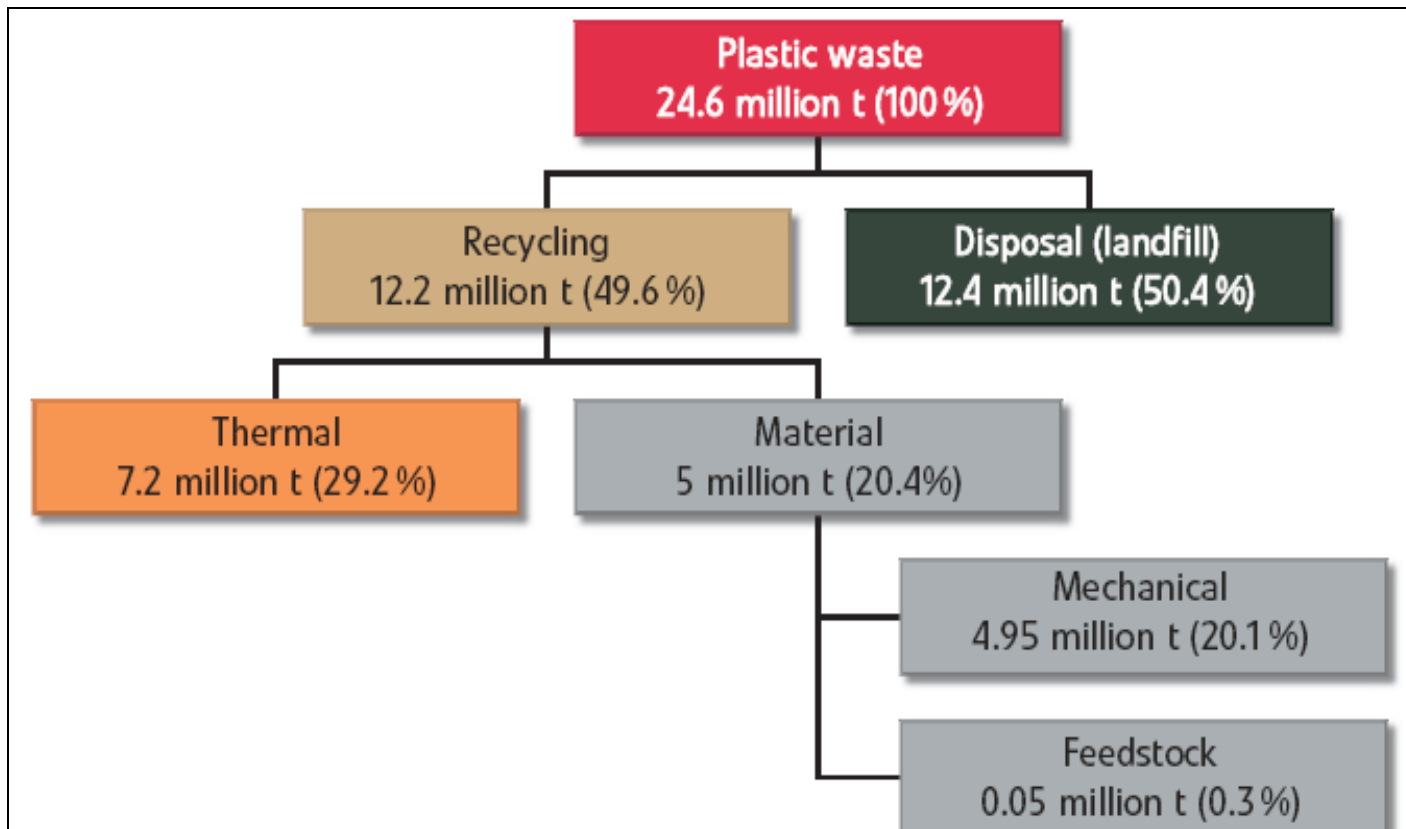 Plastic waste
24.6 million t (100 %)
Recycling
12.2 million t (49.6 %)
Disposal (landfill)
12.4 million t (50.4 %)
Thermal
7.2 million t (29.2 %)
Material
5 million t (20.4%)
Mechanical
4.95 million t (20.1 %)
Feedstock
0.05 million t (0.3 %)